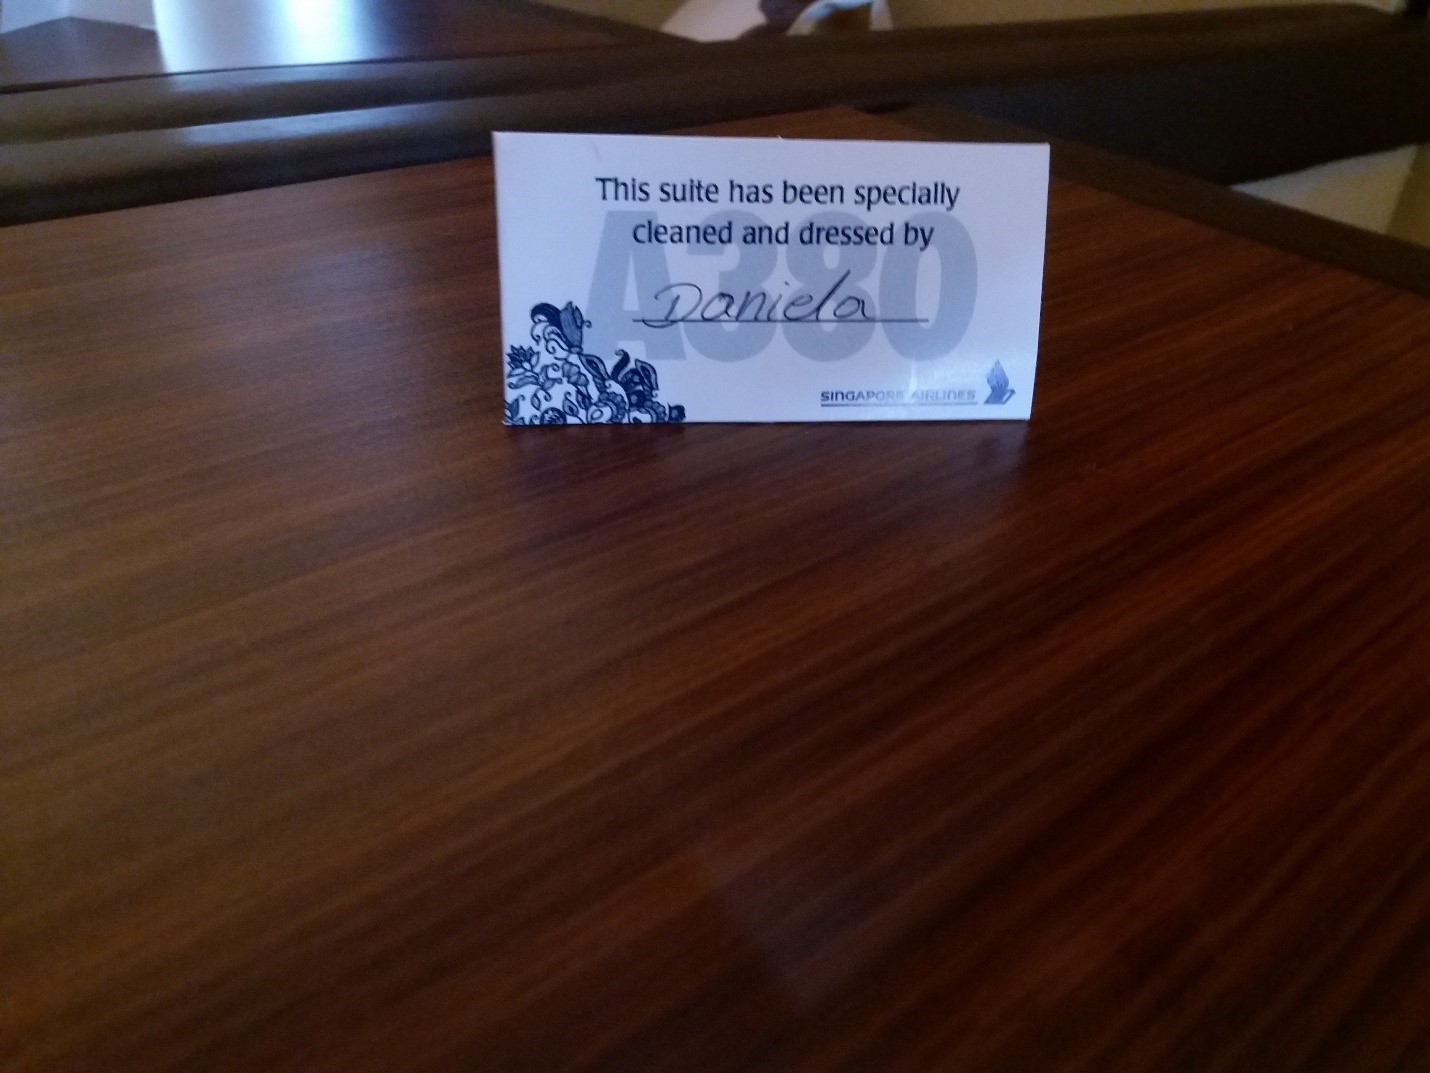 This suite has been specially
cleaned and dressed by
A380
Daniela
SINGAPORE AIRLINES